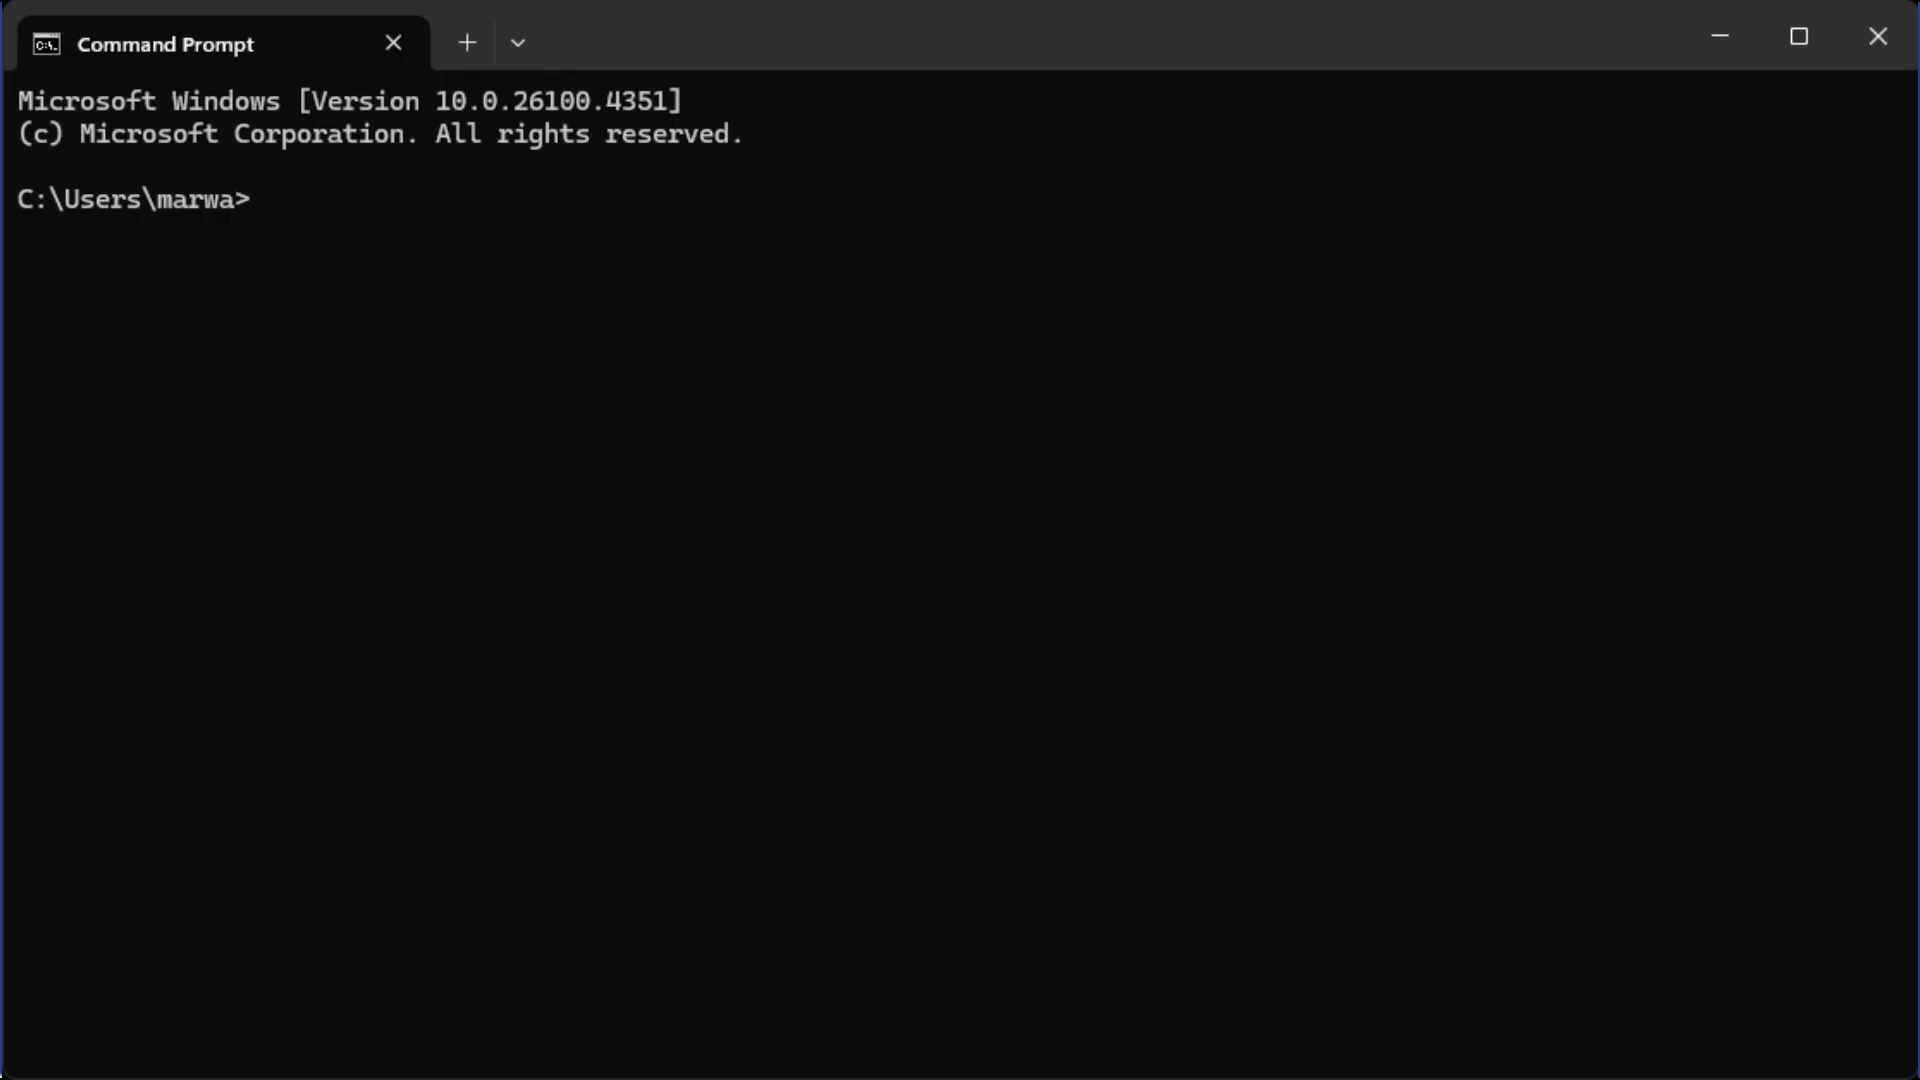 Command Prompt
Microsoft Windows [Version 10.0.26100.4351]
(c) Microsoft Corporation. All rights reserved.
C:\Users\marwa>